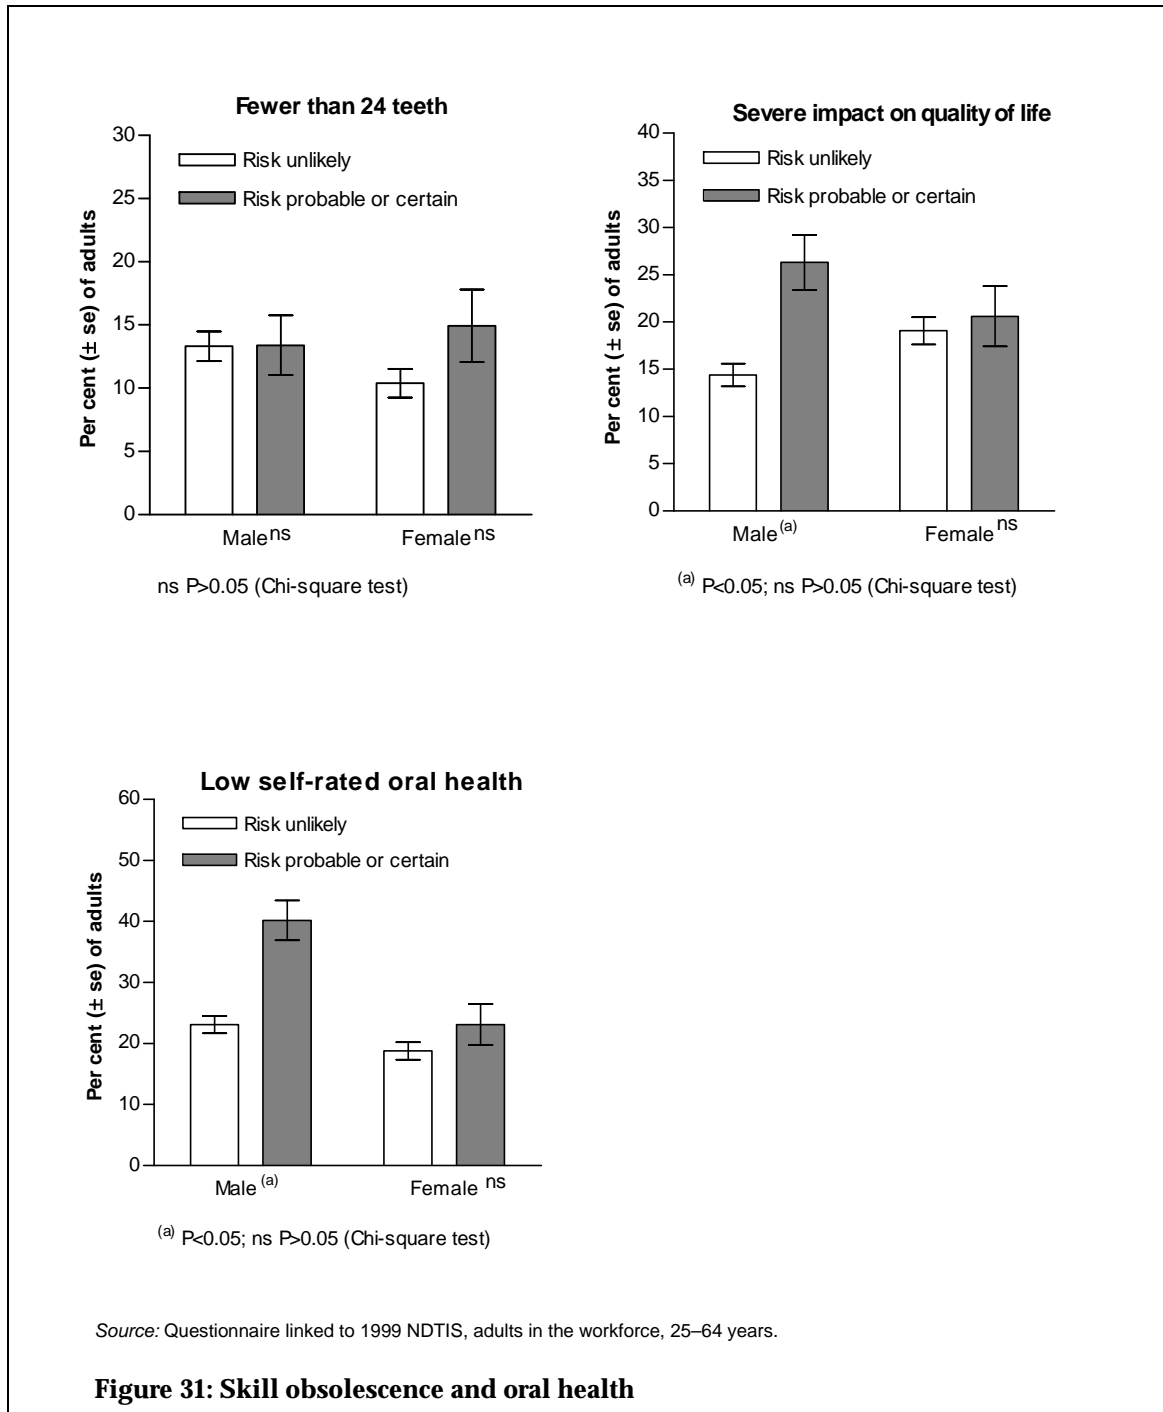 Fewer than 24 teeth
30
25
20
15
10
5
0
Per cent (± se) of adults
Risk unlikely
Risk probable or certain
Male ns
Female ns
ns P>0.05 (Chi-square test)
Severe impact on quality of life
40
35
30
25
20
15
10
5
0
Per cent (± se) of adults
Risk unlikely
Risk probable or certain
Male (a)
Female ns
(a) P<0.05; ns P>0.05 (Chi-square test)
Low self-rated oral health
60
50
40
30
20
10
0
Per cent (± se) of adults
Risk unlikely
Risk probable or certain
Male (a)
Female ns
(a) P<0.05; ns P>0.05 (Chi-square test)
Source: Questionnaire linked to 1999 NDTIS, adults in the workforce, 25–64 years.
Figure 31: Skill obsolescence and oral health